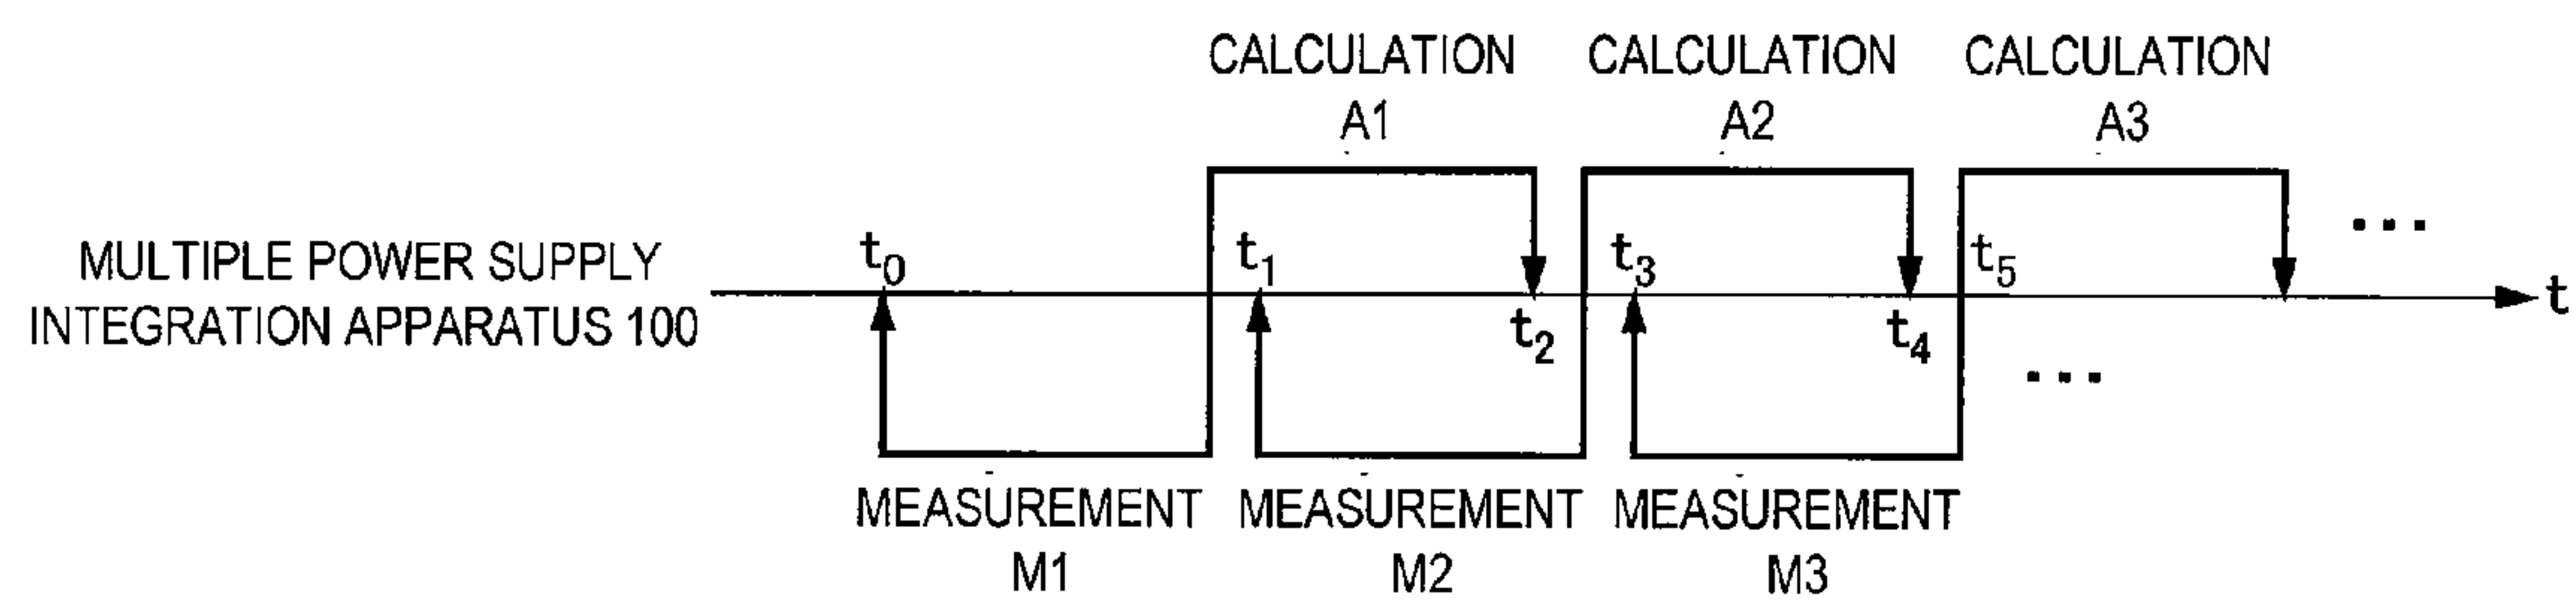 CALCULATION CALCULATION CALCULATION
A1 A2 A3
MULTIPLE POWER SUPPLY
INTEGRATION APPARATUS 100
t0 t1 t3 t5
t2 t4
t
...
...
MEASUREMENT MEASUREMENT MEASUREMENT
M1 M2 M3